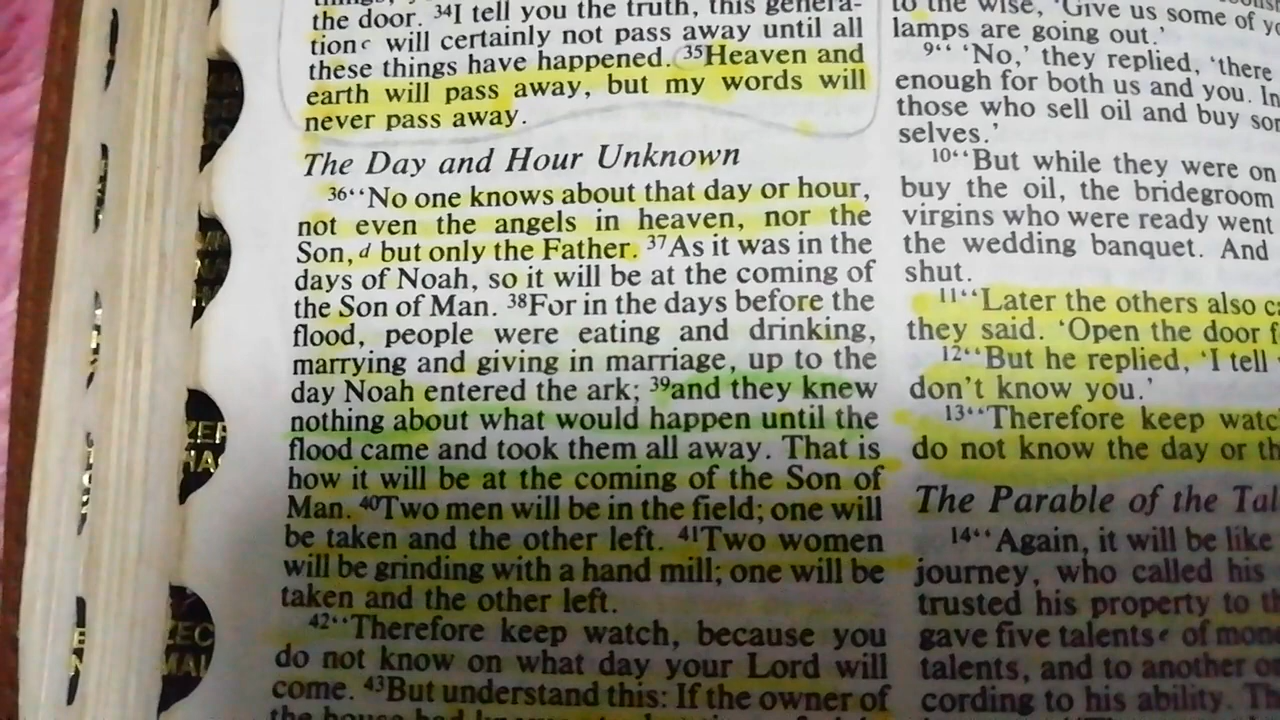 the door. 34I tell you the truth, this genera-
tionc will certainly not pass away until all
these things have happened. 35Heaven and
earth will pass away, but my words will
never pass away.
The Day and Hour Unknown
36“No one knows about that day or hour,
not even the angels in heaven, nor the
Son,d but only the Father. 37As it was in the
days of Noah, so it will be at the coming of
the Son of Man. 38For in the days before the
flood, people were eating and drinking,
marrying and giving in marriage, up to the
day Noah entered the ark; 39and they knew
nothing about what would happen until the
flood came and took them all away. That is
how it will be at the coming of the Son of
Man. 40Two men will be in the field; one will
be taken and the other left. 41Two women
will be grinding with a hand mill; one will be
taken and the other left.
42“Therefore keep watch, because you
do not know on what day your Lord will
come. 43But understand this: If the owner of
to the wise, ‘Give us some of
lamps are going out.’
9“ ‘No,’ they replied, ‘there
enough for both us and you. In
those who sell oil and buy
selves.’
10“But while they were on
buy the oil, the bridegroom
virgins who were ready went
the wedding banquet. And
shut.
11“Later the others also
they said. ‘Open the door
12“But he replied, ‘I tell
don’t know you.’
13“Therefore keep
do not know the day or
The Parable of the
14“Again, it will be like
journey, who called his
trusted his property to
gave five talentse of
talents, and to another
cording to his ability.